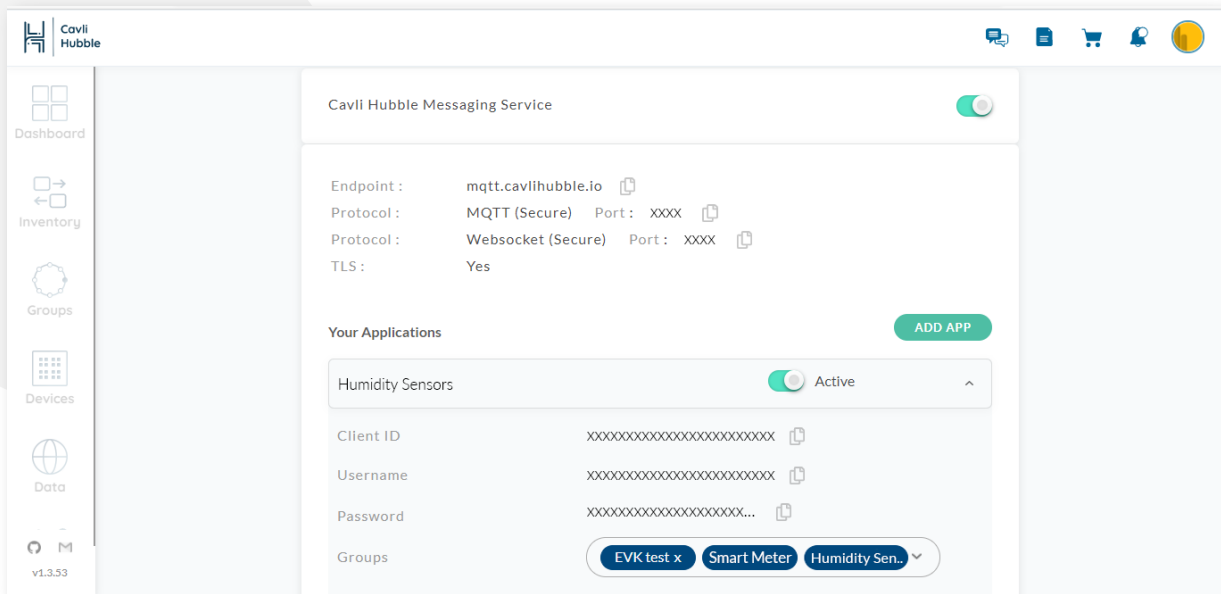 Cavli
Hubble
Dashboard
Inventory
Groups
Devices
Data
v1.3.53
Cavli Hubble Messaging Service
Endpoint : mqtt.cavlihubble.io
Protocol : MQTT (Secure) Port : XXXX
Protocol : Websocket (Secure) Port : XXXX
TLS : Yes
Your Applications ADD APP
Humidity Sensors Active
Client ID XXXXXXXXXXXXXXXXXXXXXXXX
Username XXXXXXXXXXXXXXXXXXXXXXXX
Password XXXXXXXXXXXXXXXXXXXX...
Groups EVK test x Smart Meter Humidity Sen..